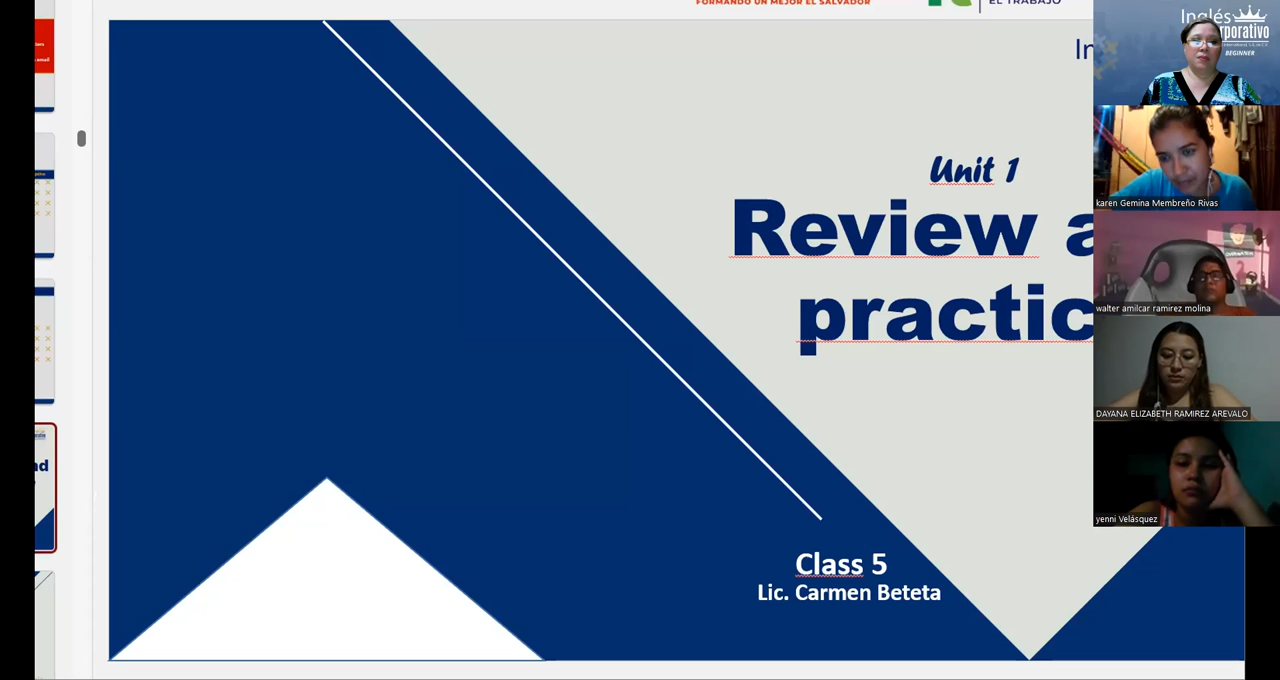 FORMANDO UN MEJOR EL SALVADOR
EL TRABAJO
Unit 1
Review a
practic
Class 5
Lic. Carmen Beteta
Inglés
rporativo
BEGINNER
karen Gemina Membreño Rivas
walter amilcar ramirez molina
DAYANA ELIZABETH RAMIREZ AREVALO
yenni Velásquez